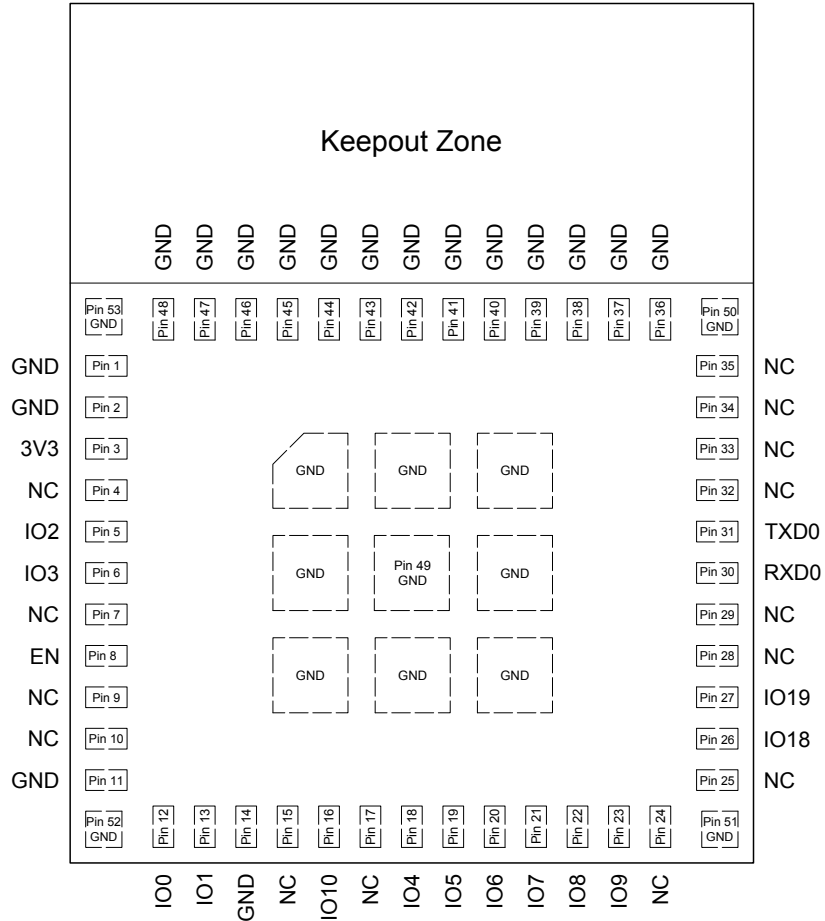 Keepout Zone
GND GND GND GND GND GND GND GND GND GND GND GND GND
Pin 53 GND
Pin 48 Pin 47 Pin 46 Pin 45 Pin 44 Pin 43 Pin 42 Pin 41 Pin 40 Pin 39 Pin 38 Pin 37 Pin 36
Pin 50 GND
GND Pin 1 Pin 35 NC
GND Pin 2 Pin 34 NC
3V3 Pin 3 Pin 33 NC
NC Pin 4 Pin 32 NC
GND GND GND
IO2 Pin 5 Pin 31 TXD0
IO3 Pin 6 Pin 30 RXD0
GND Pin 49 GND GND
NC Pin 7 Pin 29 NC
EN Pin 8 Pin 28 NC
GND GND GND
NC Pin 9 Pin 27 IO19
NC Pin 10 Pin 26 IO18
GND Pin 11 Pin 25 NC
Pin 52 GND
Pin 12 Pin 13 Pin 14 Pin 15 Pin 16 Pin 17 Pin 18 Pin 19 Pin 20 Pin 21 Pin 22 Pin 23 Pin 24
Pin 51 GND
IO0 IO1 GND NC IO10 NC IO4 IO5 IO6 IO7 IO8 IO9 NC